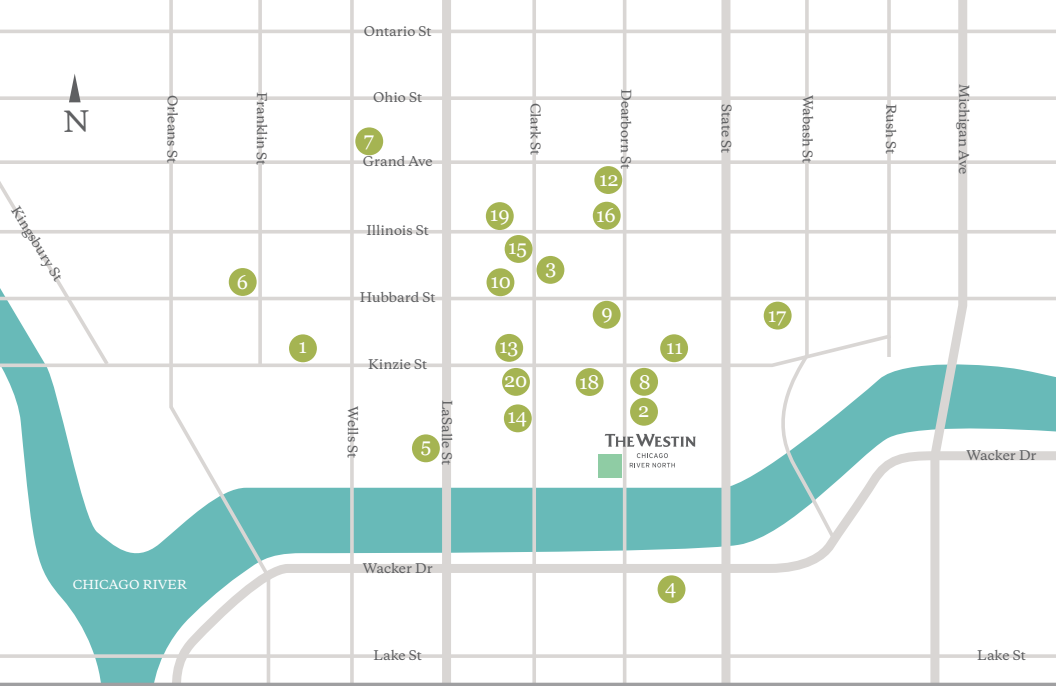 Ontario St
Ohio St
Orleans St
Franklin St
Clark St
Dearborn St
State St
Wabash St
Rush St
Michigan Ave
N
7
Grand Ave
12
Kingsbury St
19
16
Illinois St
15
3
6
10
Hubbard St
9
17
1
13
11
Kinzie St
20
18
8
Wells St
LaSalle St
14
2
5
THE WESTIN
CHICAGO
RIVER NORTH
Wacker Dr
Wacker Dr
CHICAGO RIVER
4
Lake St
Lake St